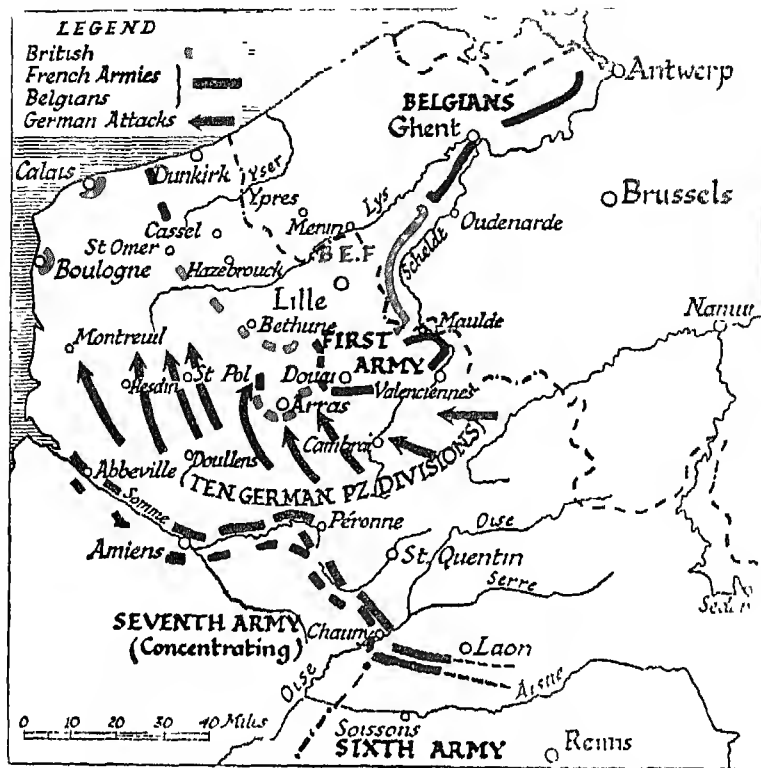 LEGEND
British
French Armies
Belgians
German Attacks
Antwerp
BELGIANS
Ghent
Calais
Dunkirk
Yser
Ypres
Lys
Brussels
Cassel
Menin
Oudenarde
St Omer
B.E.F.
Scheldt
Boulogne
Hazebrouck
Lille
Namur
Bethune
Maulde
Montreuil
FIRST
ARMY
Hesdin
St Pol
Douai
Valenciennes
Arras
Cambrai
Abbeville
Doullens
(TEN GERMAN PZ. DIVISIONS)
Somme
Péronne
Oise
Amiens
St. Quentin
Serre
Sedan
SEVENTH ARMY
(Concentrating)
Chauny
Laon
Oise
Aisne
0 10 20 30 40 Miles
Soissons
SIXTH ARMY
Reims